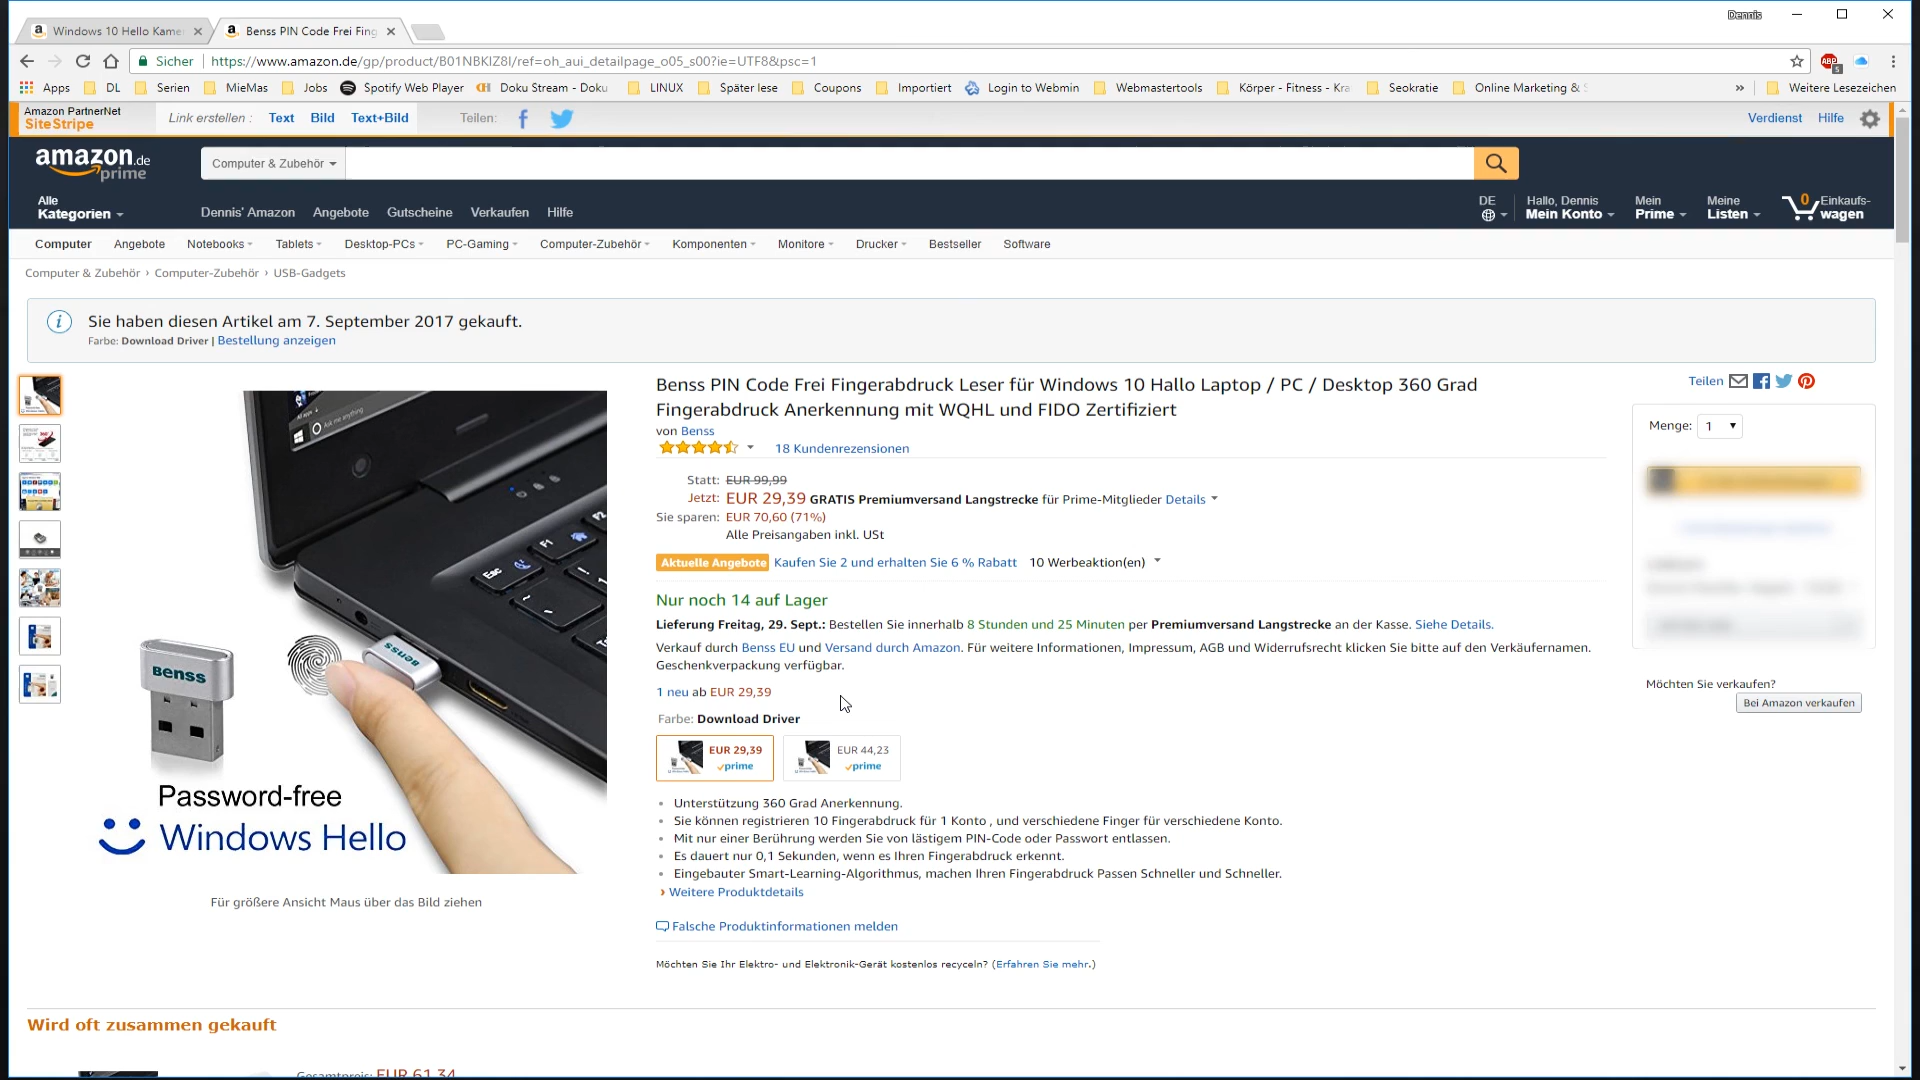 Dennis
Windows 10 Hello Kame
Benss PIN Code Frei Fing
Sicher
https://www.amazon.de/gp/product/B01NBKIZ8I/ref=oh_aui_detailpage_o05_s00?ie=UTF8&psc=1
ABP
5
Apps DL Serien MieMas Jobs Spotify Web Player Doku Stream - Doku LINUX Später lese Coupons Importiert Login to Webmin Webmastertools Körper - Fitness - Kra Seokratie Online Marketing & » Weitere Lesezeichen
Amazon PartnerNet
SiteStripe
Link erstellen : Text Bild Text+Bild Teilen: Verdienst Hilfe
amazon.de
prime
Computer & Zubehör
Alle
Kategorien
Dennis' Amazon Angebote Gutscheine Verkaufen Hilfe
DE
Hallo, Dennis
Mein Konto
Mein
Prime
Meine
Listen
0
Einkaufs-
wagen
Computer Angebote Notebooks Tablets Desktop-PCs PC-Gaming Computer-Zubehör Komponenten Monitore Drucker Bestseller Software
Computer & Zubehör › Computer-Zubehör › USB-Gadgets
Sie haben diesen Artikel am 7. September 2017 gekauft.
Farbe: Download Driver | Bestellung anzeigen
Ask me anything
F1
F2
Esc
Benss
Benss
Password-free
Windows Hello
Für größere Ansicht Maus über das Bild ziehen
Benss PIN Code Frei Fingerabdruck Leser für Windows 10 Hallo Laptop / PC / Desktop 360 Grad
Fingerabdruck Anerkennung mit WQHL und FIDO Zertifiziert
von Benss
18 Kundenrezensionen
Statt: EUR 99,99
Jetzt: EUR 29,39 GRATIS Premiumversand Langstrecke für Prime-Mitglieder Details
Sie sparen: EUR 70,60 (71%)
Alle Preisangaben inkl. USt
Aktuelle Angebote Kaufen Sie 2 und erhalten Sie 6 % Rabatt 10 Werbeaktion(en)
Nur noch 14 auf Lager
Lieferung Freitag, 29. Sept.: Bestellen Sie innerhalb 8 Stunden und 25 Minuten per Premiumversand Langstrecke an der Kasse. Siehe Details.
Verkauf durch Benss EU und Versand durch Amazon. Für weitere Informationen, Impressum, AGB und Widerrufsrecht klicken Sie bitte auf den Verkäufernamen.
Geschenkverpackung verfügbar.
1 neu ab EUR 29,39
Farbe: Download Driver
EUR 29,39
prime
EUR 44,23
prime
Unterstützung 360 Grad Anerkennung.
Sie können registrieren 10 Fingerabdruck für 1 Konto , und verschiedene Finger für verschiedene Konto.
Mit nur einer Berührung werden Sie von lästigem PIN-Code oder Passwort entlassen.
Es dauert nur 0,1 Sekunden, wenn es Ihren Fingerabdruck erkennt.
Eingebauter Smart-Learning-Algorithmus, machen Ihren Fingerabdruck Passen Schneller und Schneller.
› Weitere Produktdetails
Falsche Produktinformationen melden
Möchten Sie Ihr Elektro- und Elektronik-Gerät kostenlos recyceln? (Erfahren Sie mehr.)
Teilen
Menge: 1
Möchten Sie verkaufen?
Bei Amazon verkaufen
Wird oft zusammen gekauft
Gesamtpreis: EUR 61,34